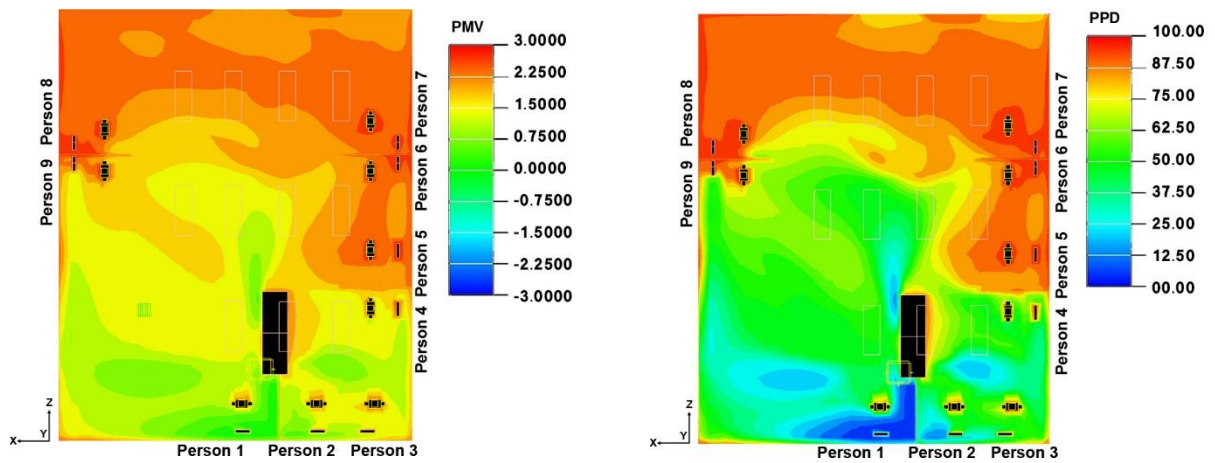 PMV
3.0000
2.2500
1.5000
0.7500
0.0000
-0.7500
-1.5000
-2.2500
-3.0000
Person 8
Person 9
Person 7
Person 6
Person 5
Person 4
Z
X
Y
Person 1
Person 2
Person 3
PPD
100.00
87.50
75.00
62.50
50.00
37.50
25.00
12.50
00.00
Person 8
Person 9
Person 7
Person 6
Person 5
Person 4
Z
X
Y
Person 1
Person 2
Person 3